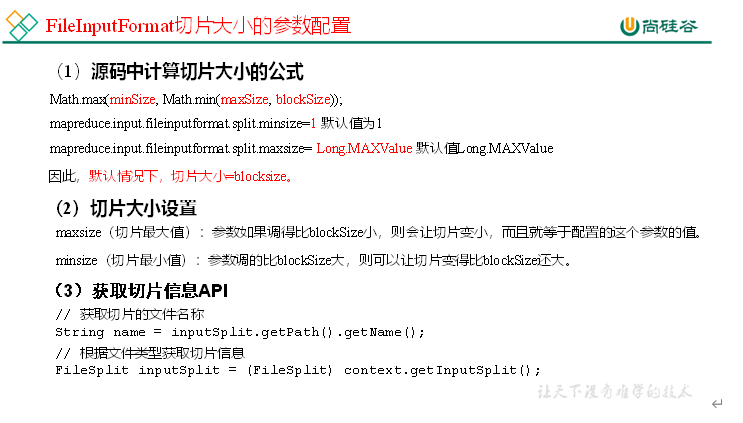 FileInputFormat切片大小的参数配置
尚硅谷
（1）源码中计算切片大小的公式
Math.max(minSize, Math.min(maxSize, blockSize));
mapreduce.input.fileinputformat.split.minsize=1 默认值为1
mapreduce.input.fileinputformat.split.maxsize= Long.MAXValue 默认值Long.MAXValue
因此，默认情况下，切片大小=blocksize。
（2）切片大小设置
maxsize（切片最大值）：参数如果调得比blockSize小，则会让切片变小，而且就等于配置的这个参数的值。
minsize（切片最小值）：参数调的比blockSize大，则可以让切片变得比blockSize还大。
（3）获取切片信息API
// 获取切片的文件名称
String name = inputSplit.getPath().getName();
// 根据文件类型获取切片信息
FileSplit inputSplit = (FileSplit) context.getInputSplit();
让天下没有难学的技术